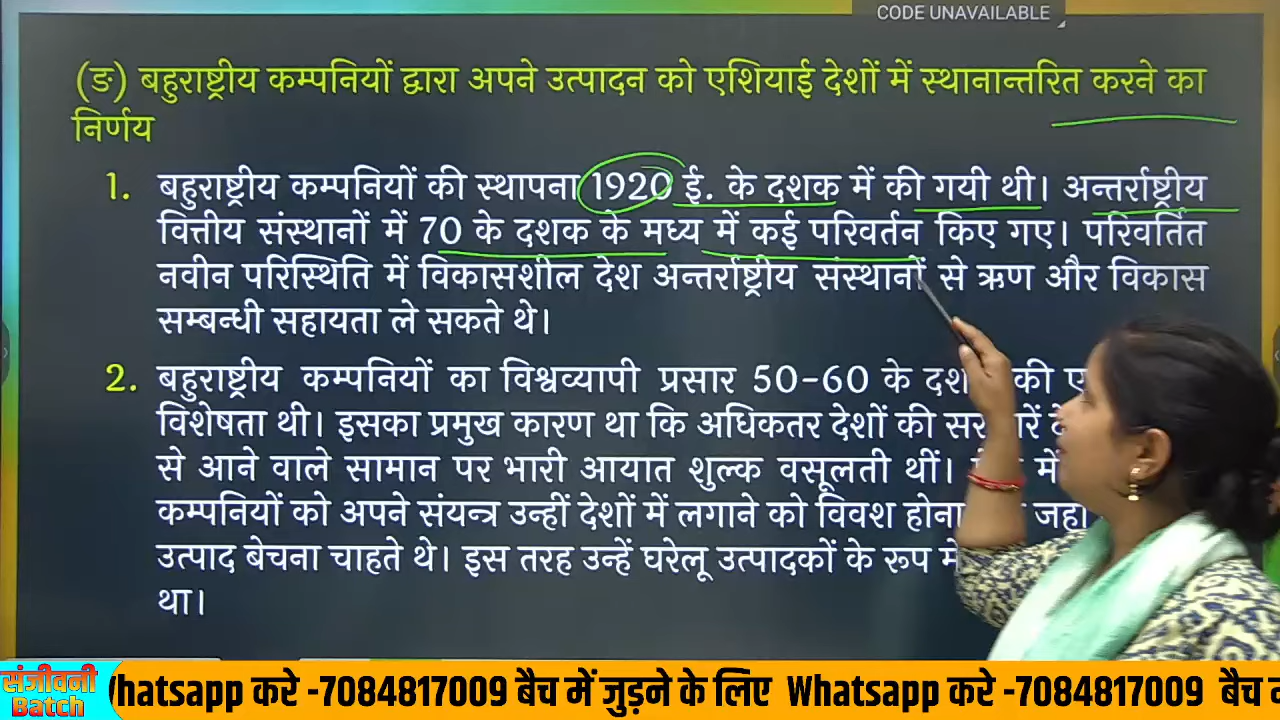 CODE UNAVAILABLE
(ङ) बहुराष्ट्रीय कम्पनियों द्वारा अपने उत्पादन को एशियाई देशों में स्थानान्तरित करने का
निर्णय
1. बहुराष्ट्रीय कम्पनियों की स्थापना 1920 ई. के दशक में की गयी थी। अन्तर्राष्ट्रीय
वित्तीय संस्थानों में 70 के दशक के मध्य में कई परिवर्तन किए गए। परिवर्तित
नवीन परिस्थिति में विकासशील देश अन्तर्राष्ट्रीय संस्थानों से ऋण और विकास
सम्बन्धी सहायता ले सकते थे।
2. बहुराष्ट्रीय कम्पनियों का विश्वव्यापी प्रसार 50-60 के की
विशेषता थी। इसका प्रमुख कारण था कि अधिकतर देशों की
से आने वाले सामान पर भारी आयात शुल्क वसूलती थीं। में
कम्पनियों को अपने संयन्त्र उन्हीं देशों में लगाने को विवश होना
उत्पाद बेचना चाहते थे। इस तरह उन्हें घरेलू उत्पादकों के रूप
था।
संजीवनी
Batch
Whatsapp करे -7084817009 बैच में जुड़ने के लिए Whatsapp करे -7084817009 बैच